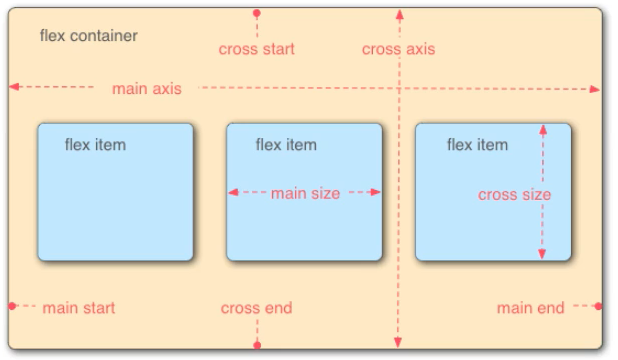 flex container
cross start
cross axis
main axis
flex item
flex item
flex item
main size
cross size
main start
cross end
main end